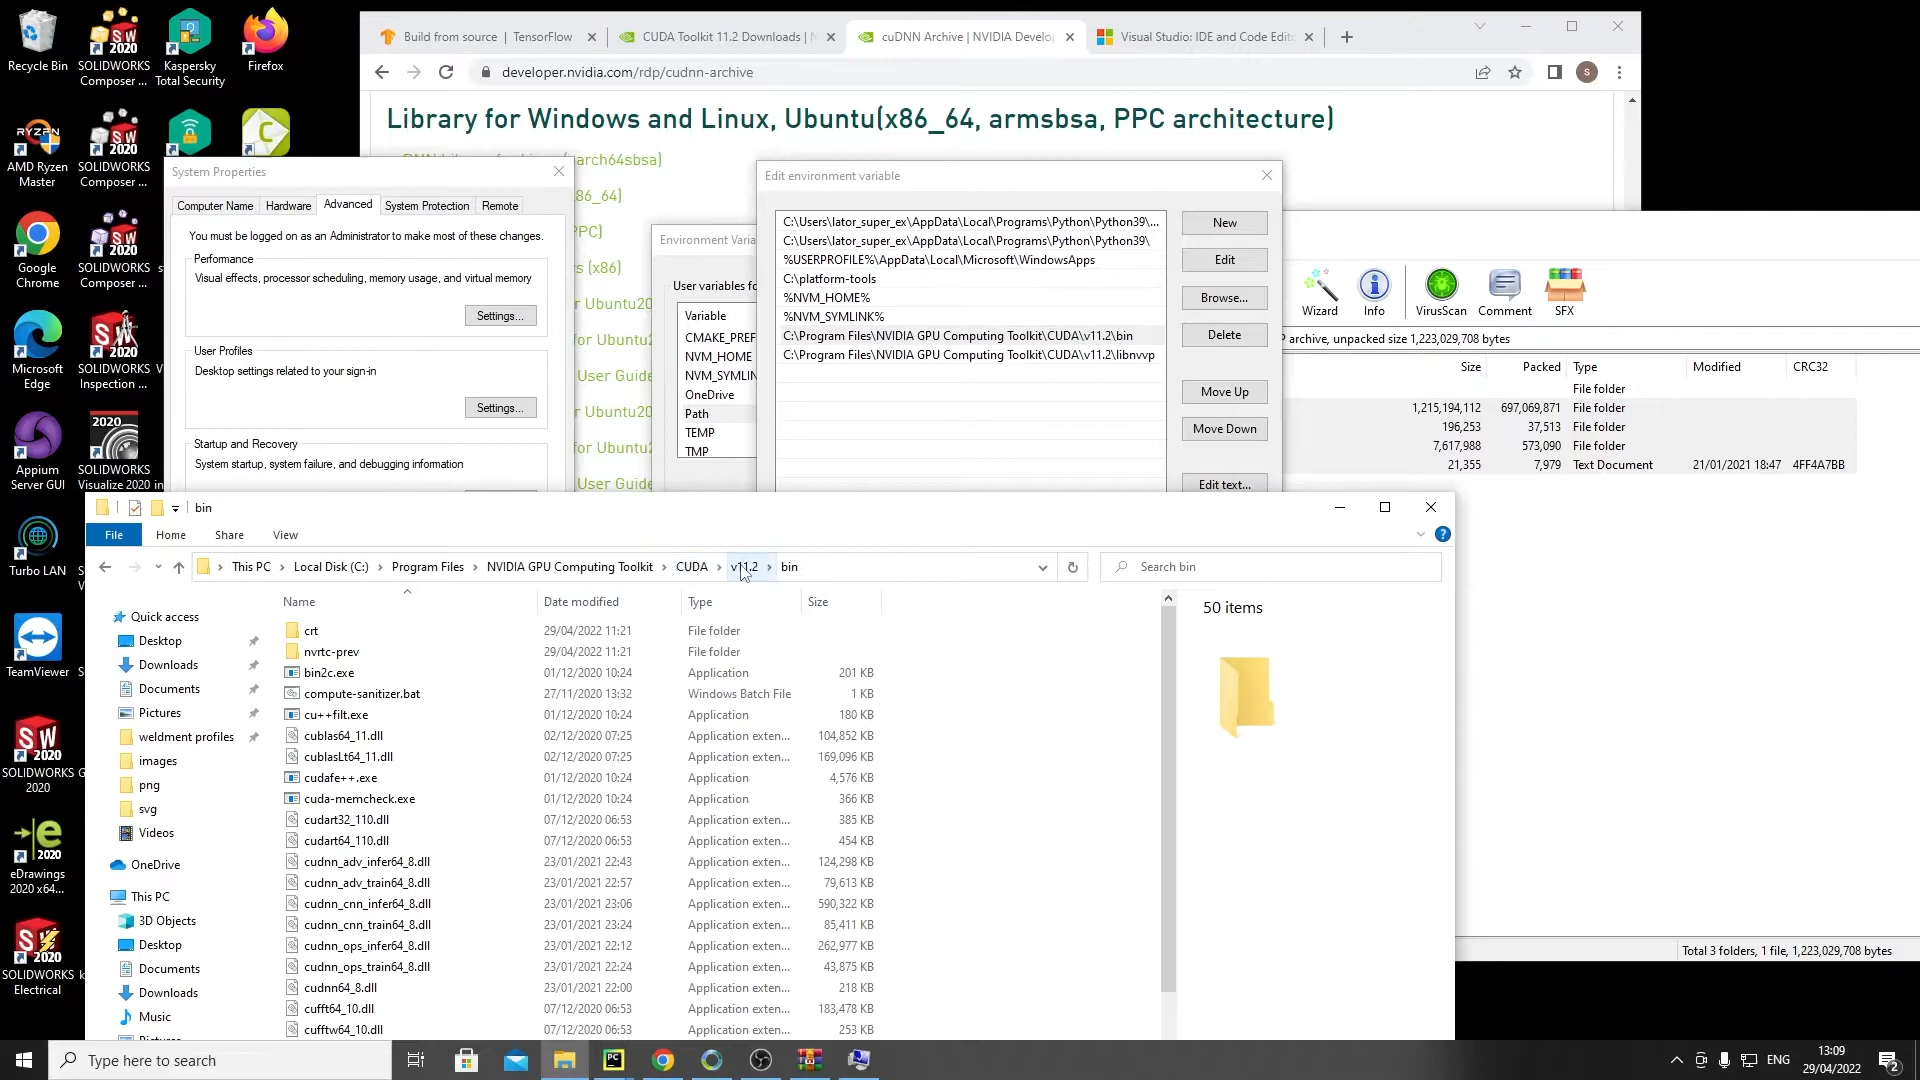 Recycle Bin
SOLIDWORKS
Composer ...
Kaspersky
Total Security
Firefox
AMD Ryzen
Master
SOLIDWORKS
Composer ...
Google
Chrome
SOLIDWORKS
Composer ...
Microsoft
Edge
SOLIDWORKS
Inspection ...
Appium
Server GUI
SOLIDWORKS
Visualize 2020
Turbo LAN
TeamViewer
SOLIDWORKS
2020
eDrawings
2020 x64...
SOLIDWORKS
Electrical
Build from source | TensorFlow
CUDA Toolkit 11.2 Downloads |
cuDNN Archive | NVIDIA Develo
Visual Studio: IDE and Code Edit
developer.nvidia.com/rdp/cudnn-archive
S
Library for Windows and Linux, Ubuntu(x86_64, armsbsa, PPC architecture)
arch64sbsa]
86_64]
PPC)
s (x86)
or Ubuntu20
r Ubuntu2
User Guide
r Ubuntu20
for Ubuntu2
User Guide
System Properties
Computer Name
Hardware
Advanced
System Protection
Remote
You must be logged on as an Administrator to make most of these changes.
Performance
Visual effects, processor scheduling, memory usage, and virtual memory
Settings...
User Profiles
Desktop settings related to your sign-in
Settings...
Startup and Recovery
System startup, system failure, and debugging information
Environment Varia
User variables fo
Variable
CMAKE_PREF
NVM_HOME
NVM_SYMLIN
OneDrive
Path
TEMP
TMP
Edit environment variable
C:\Users\lator_super_ex\AppData\Local\Programs\Python\Python39\...
C:\Users\lator_super_ex\AppData\Local\Programs\Python\Python39\
%USERPROFILE%\AppData\Local\Microsoft\WindowsApps
C:\platform-tools
%NVM_HOME%
%NVM_SYMLINK%
C:\Program Files\NVIDIA GPU Computing Toolkit\CUDA\v11.2\bin
C:\Program Files\NVIDIA GPU Computing Toolkit\CUDA\v11.2\libnvvp
New
Edit
Browse...
Delete
Move Up
Move Down
Edit text...
Wizard
Info
VirusScan
Comment
SFX
P archive, unpacked size 1,223,029,708 bytes
Size Packed Type Modified CRC32
File folder
1,215,194,112 697,069,871 File folder
196,253 37,513 File folder
7,617,988 573,090 File folder
21,355 7,979 Text Document 21/01/2021 18:47 4FF4A7BB
Total 3 folders, 1 file, 1,223,029,708 bytes
bin
File Home Share View
This PC > Local Disk (C:) > Program Files > NVIDIA GPU Computing Toolkit > CUDA > v11.2 > bin
Search bin
Quick access
Desktop
Downloads
Documents
Pictures
weldment profiles
images
png
svg
Videos
OneDrive
This PC
3D Objects
Desktop
Documents
Downloads
Music
Name Date modified Type Size
crt 29/04/2022 11:21 File folder
nvrtc-prev 29/04/2022 11:21 File folder
bin2c.exe 01/12/2020 10:24 Application 201 KB
compute-sanitizer.bat 27/11/2020 13:32 Windows Batch File 1 KB
cu++filt.exe 01/12/2020 10:24 Application 180 KB
cublas64_11.dll 02/12/2020 07:25 Application exten... 104,852 KB
cublasLt64_11.dll 02/12/2020 07:25 Application exten... 169,096 KB
cudafe++.exe 01/12/2020 10:24 Application 4,576 KB
cuda-memcheck.exe 01/12/2020 10:24 Application 366 KB
cudart32_110.dll 07/12/2020 06:53 Application exten... 385 KB
cudart64_110.dll 07/12/2020 06:53 Application exten... 454 KB
cudnn_adv_infer64_8.dll 23/01/2021 22:43 Application exten... 124,298 KB
cudnn_adv_train64_8.dll 23/01/2021 22:57 Application exten... 79,613 KB
cudnn_cnn_infer64_8.dll 23/01/2021 23:06 Application exten... 590,322 KB
cudnn_cnn_train64_8.dll 23/01/2021 23:24 Application exten... 85,411 KB
cudnn_ops_infer64_8.dll 23/01/2021 22:12 Application exten... 262,977 KB
cudnn_ops_train64_8.dll 23/01/2021 22:24 Application exten... 43,875 KB
cudnn64_8.dll 23/01/2021 22:00 Application exten... 218 KB
cufft64_10.dll 07/12/2020 06:53 Application exten... 183,478 KB
cufftw64_10.dll 07/12/2020 06:53 Application exten... 253 KB
50 items
Type here to search
ENG
13:09
29/04/2022
2